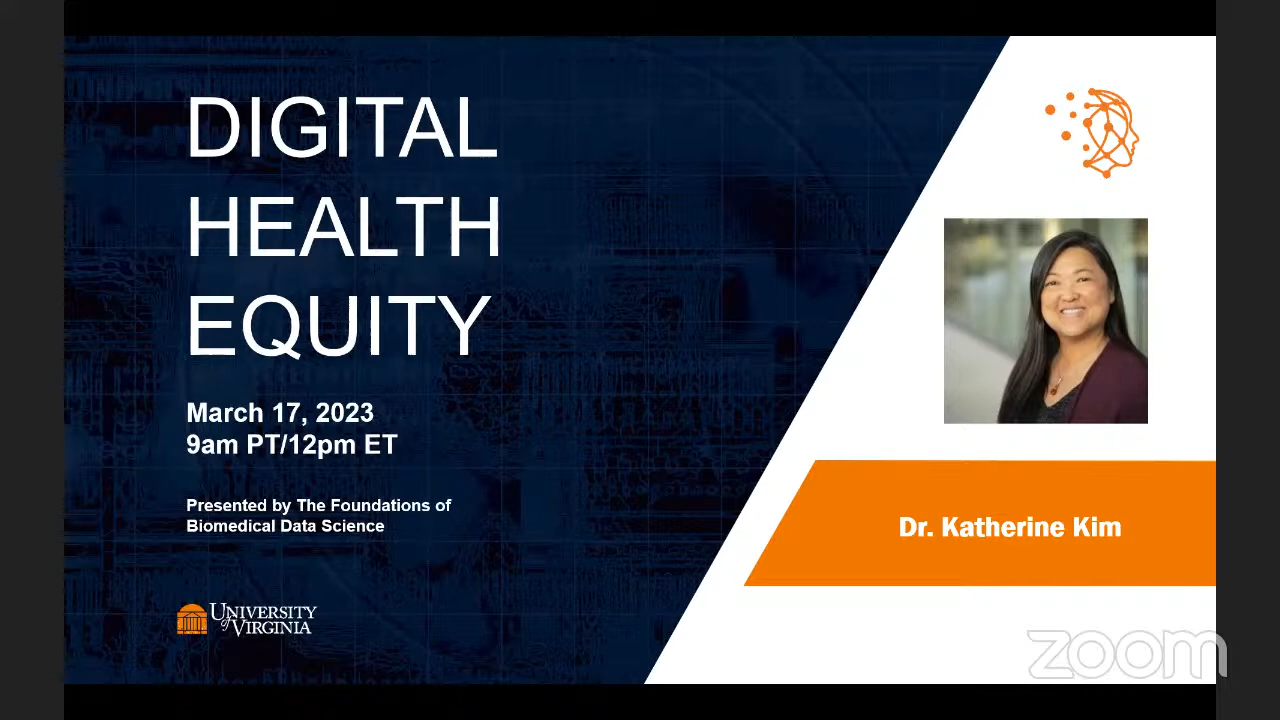 DIGITAL
HEALTH
EQUITY
March 17, 2023
9am PT/12pm ET
Presented by The Foundations of
Biomedical Data Science
UNIVERSITY
of VIRGINIA
Dr. Katherine Kim
zoom